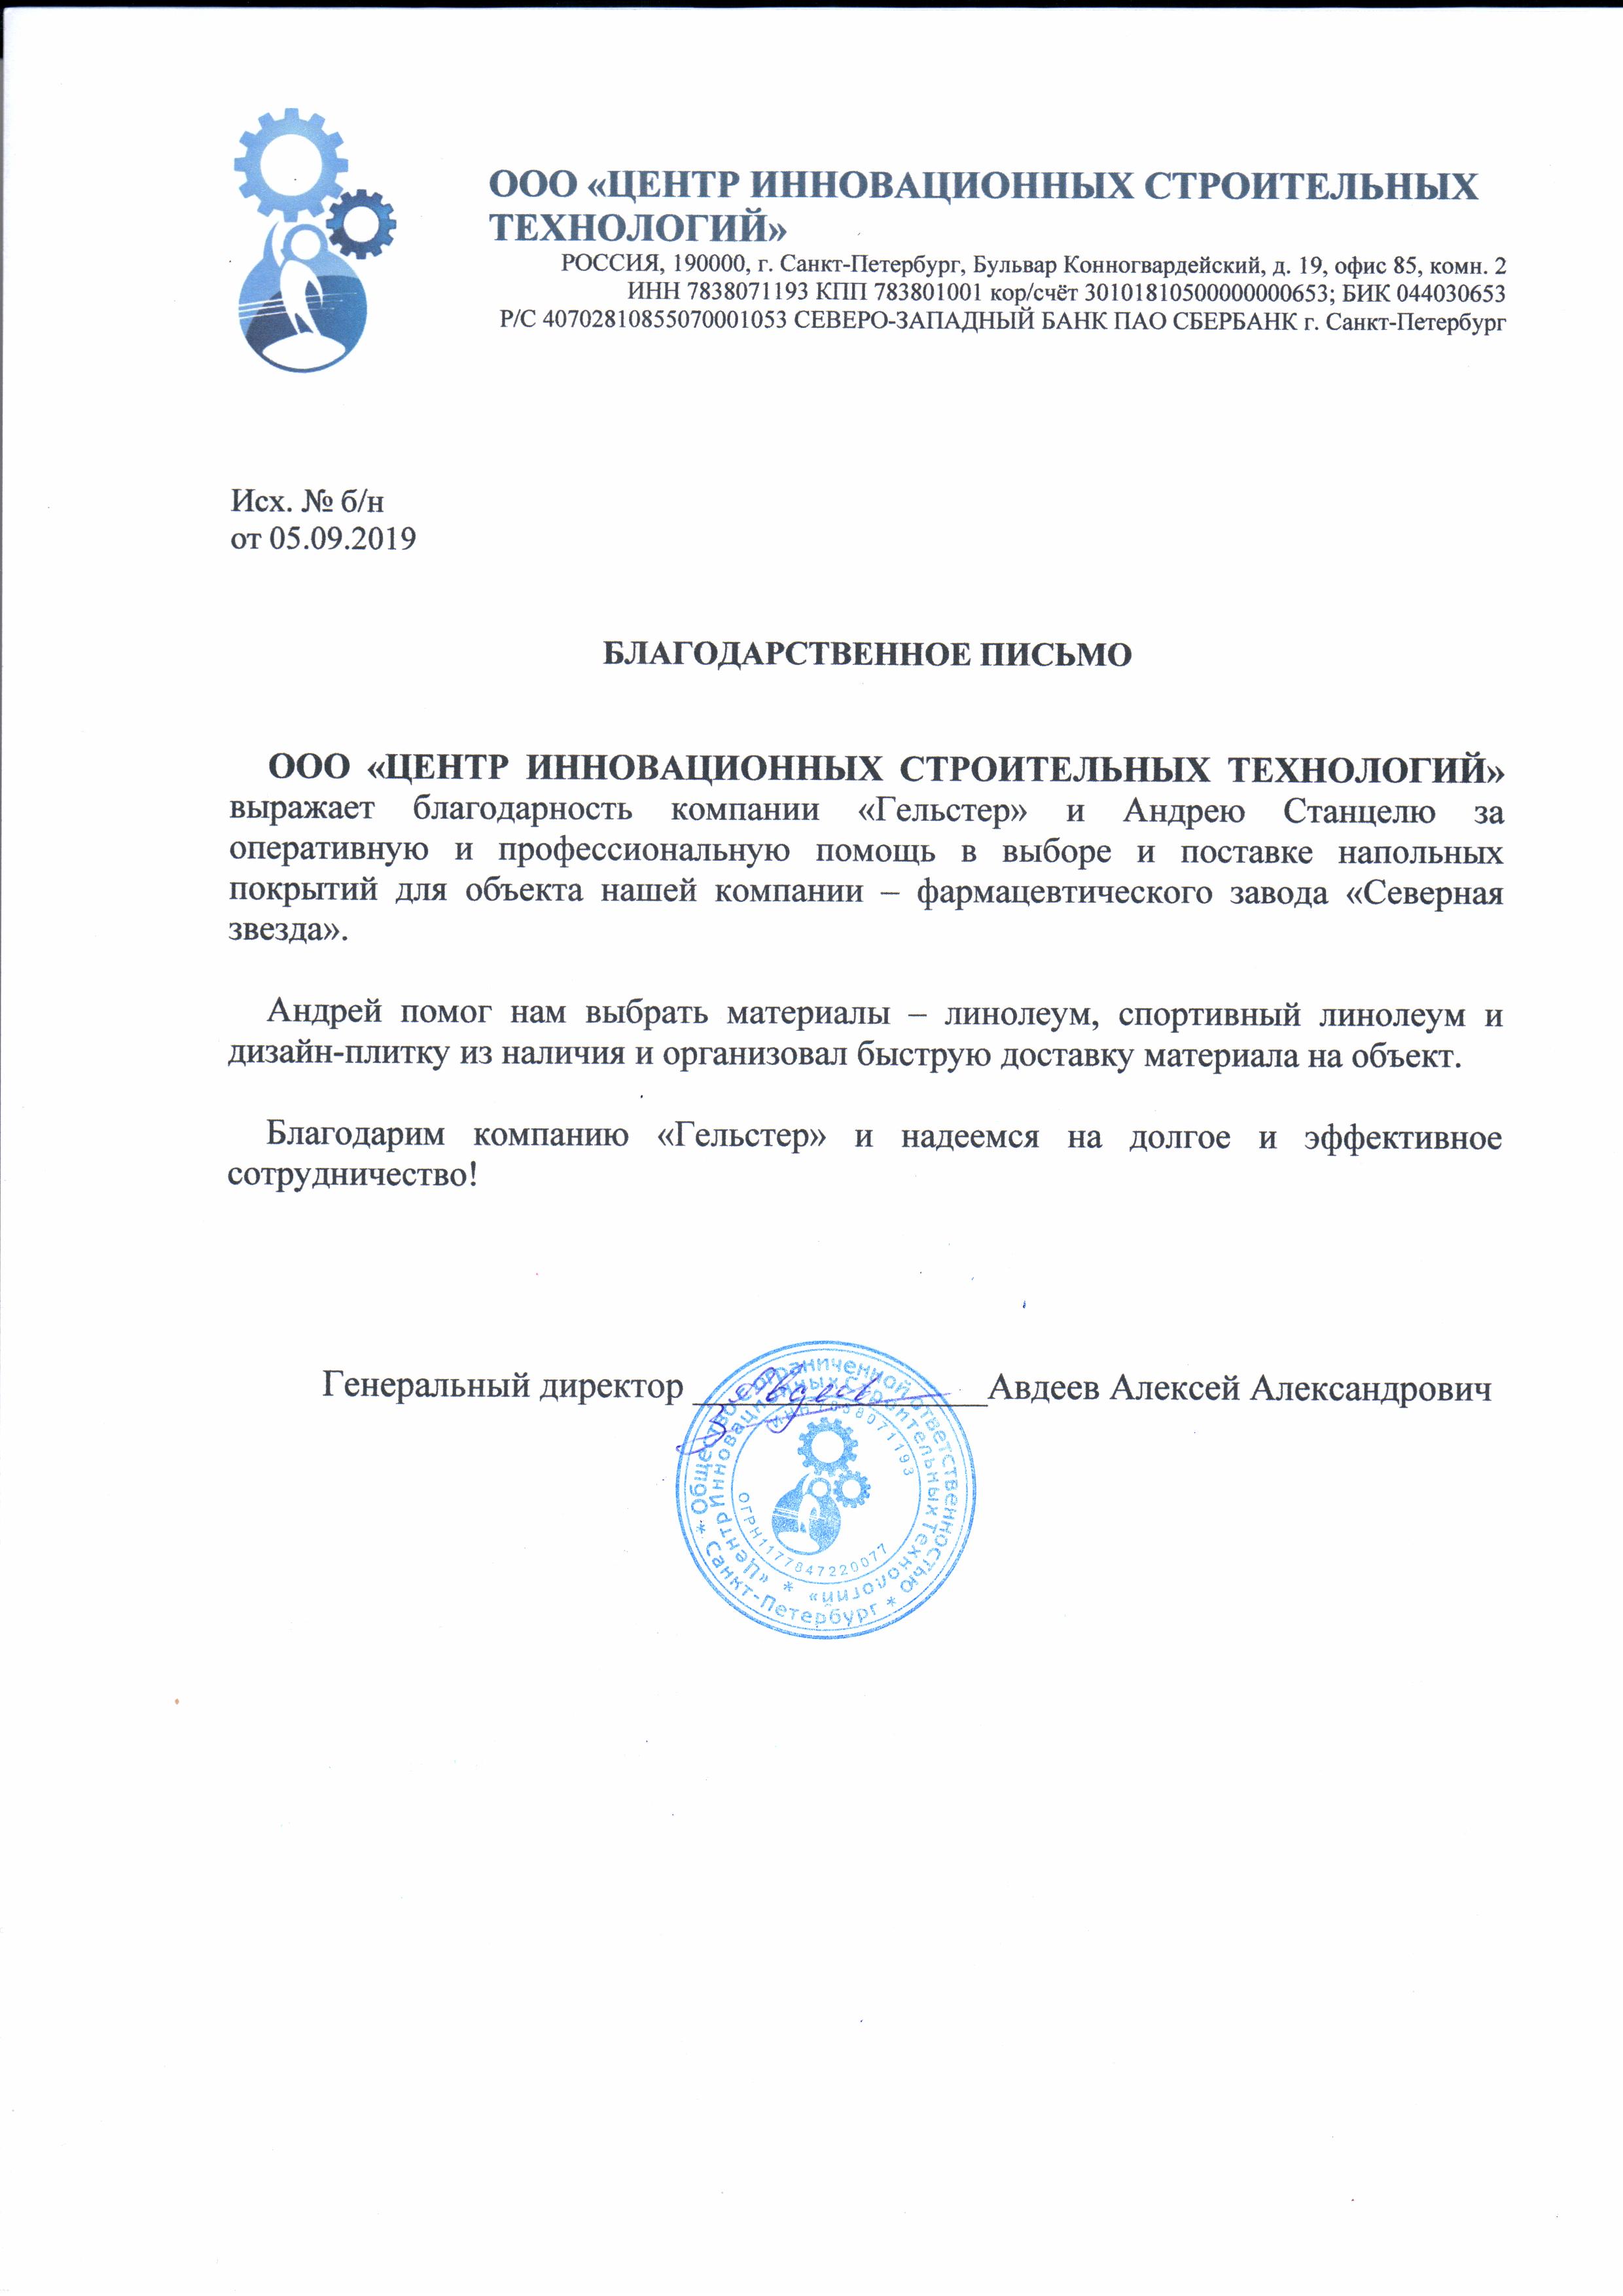 ООО «ЦЕНТР ИННОВАЦИОННЫХ СТРОИТЕЛЬНЫХ
ТЕХНОЛОГИЙ»
РОССИЯ, 190000, г. Санкт-Петербург, Бульвар Конногвардейский, д. 19, офис 85, комн. 2
ИНН 7838071193 КПП 783801001 кор/счёт 30101810500000000653; БИК 044030653
Р/С 40702810855070001053 СЕВЕРО-ЗАПАДНЫЙ БАНК ПАО СБЕРБАНК г. Санкт-Петербург
Исх. № б/н
от 05.09.2019
БЛАГОДАРСТВЕННОЕ ПИСЬМО
ООО «ЦЕНТР ИННОВАЦИОННЫХ СТРОИТЕЛЬНЫХ ТЕХНОЛОГИЙ»
выражает благодарность компании «Гельстер» и Андрею Станцелю за
оперативную и профессиональную помощь в выборе и поставке напольных
покрытий для объекта нашей компании – фармацевтического завода «Северная
звезда».
Андрей помог нам выбрать материалы – линолеум, спортивный линолеум и
дизайн-плитку из наличия и организовал быструю доставку материала на объект.
Благодарим компанию «Гельстер» и надеемся на долгое и эффективное
сотрудничество!
Генеральный директор Авдеев Алексей Александрович
* Общество с ограниченной ответственностью * Санкт-Петербург
«Центр Инновационных Строительных Технологий» *
ИНН 7838071193
ОГРН1177847220077